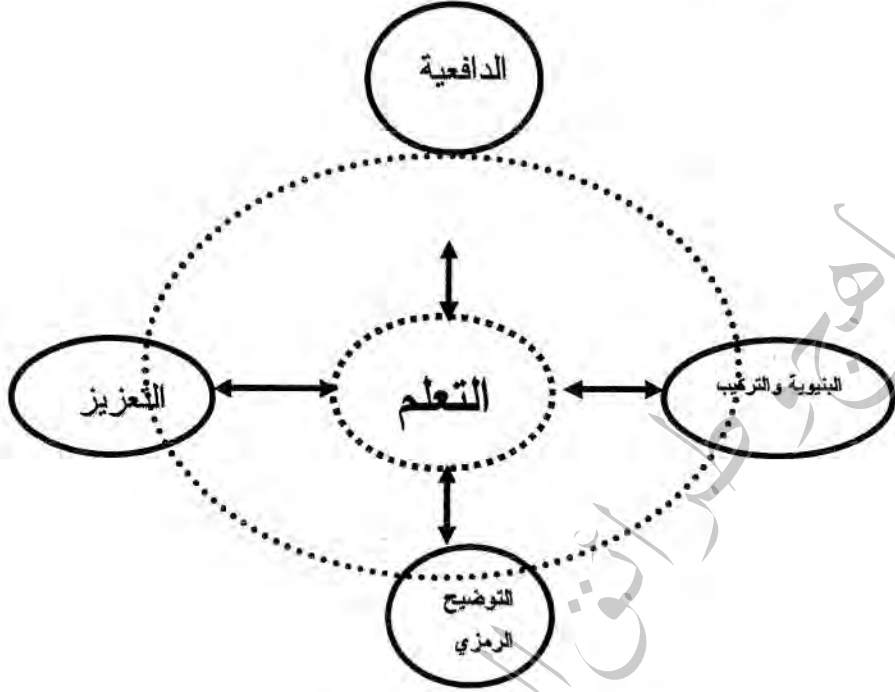 الدافعية
البنيوية والتركيب
التعلم
التعزيز
التوضيح
الرمزي